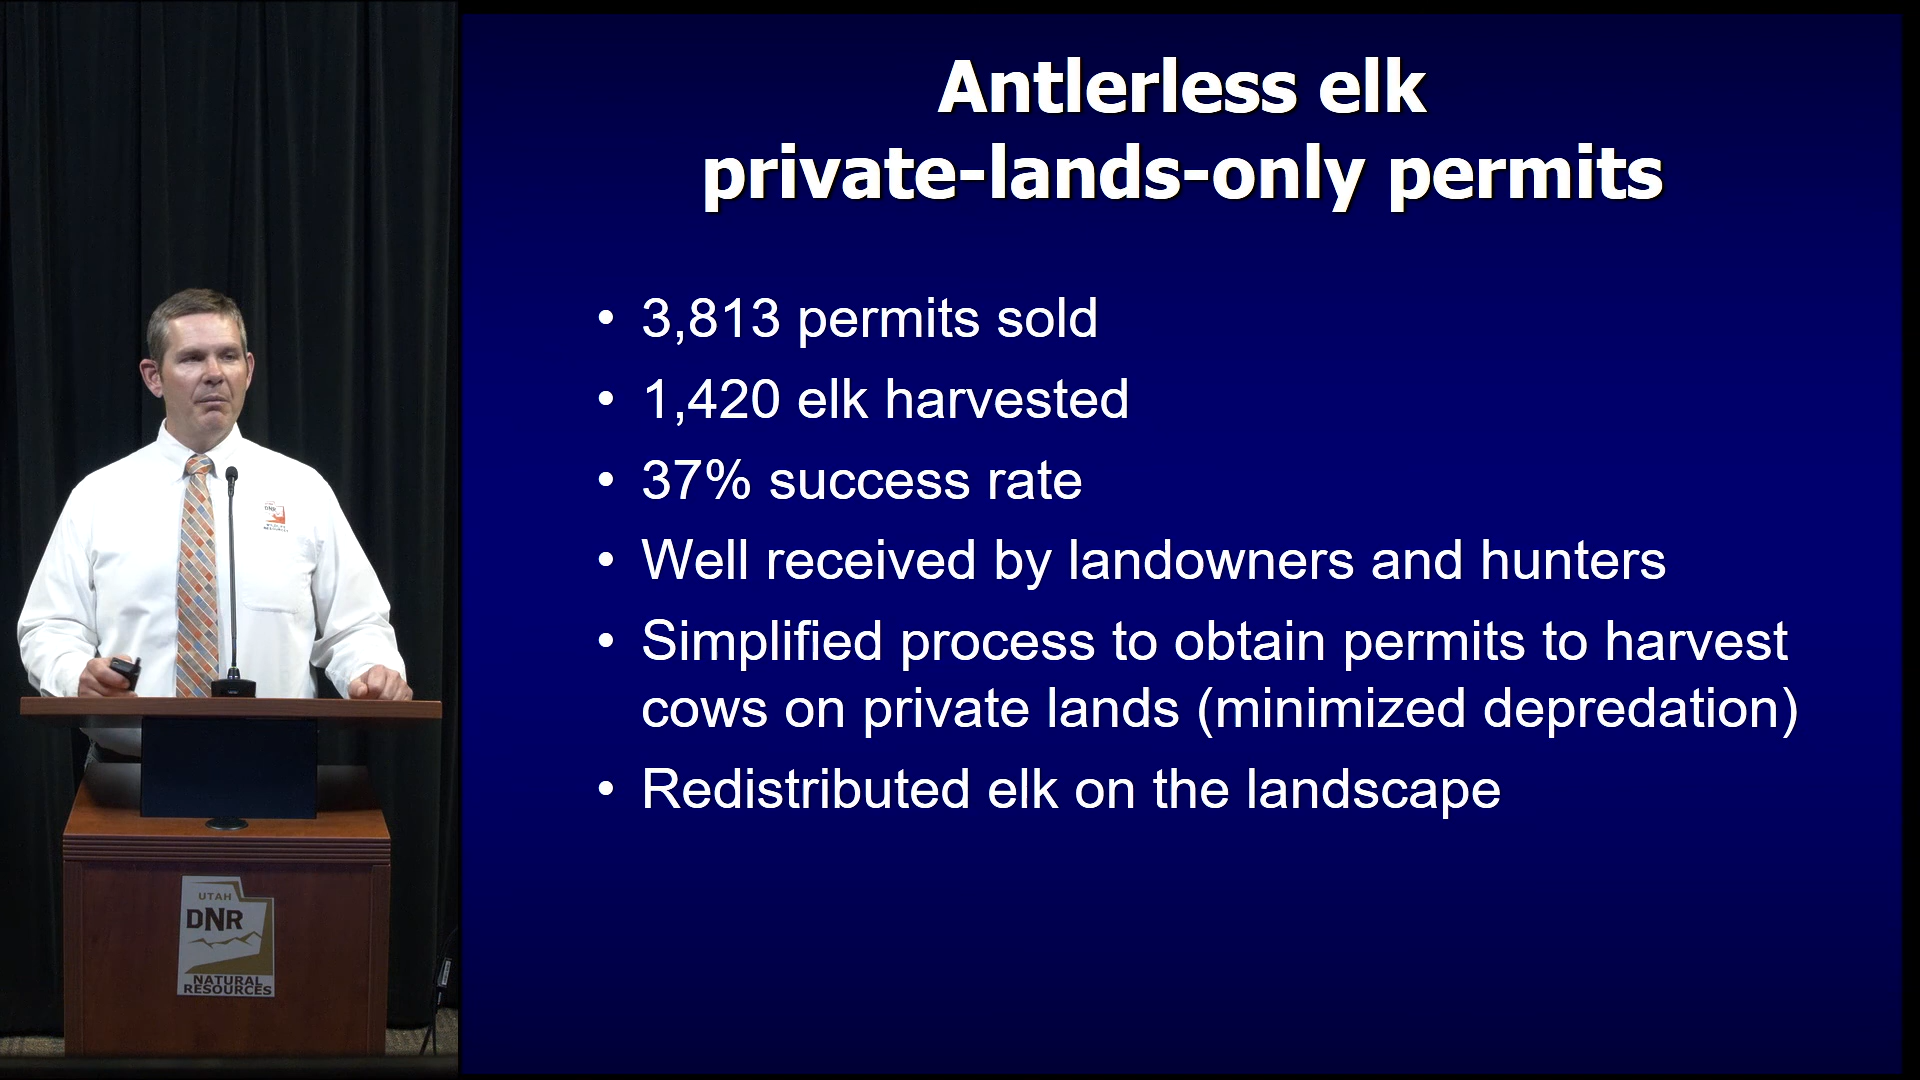 Antlerless elk
private-lands-only permits
• 3,813 permits sold
• 1,420 elk harvested
• 37% success rate
• Well received by landowners and hunters
• Simplified process to obtain permits to harvest
cows on private lands (minimized depredation)
• Redistributed elk on the landscape
DNR
UTAH
DNR
NATURAL
RESOURCES